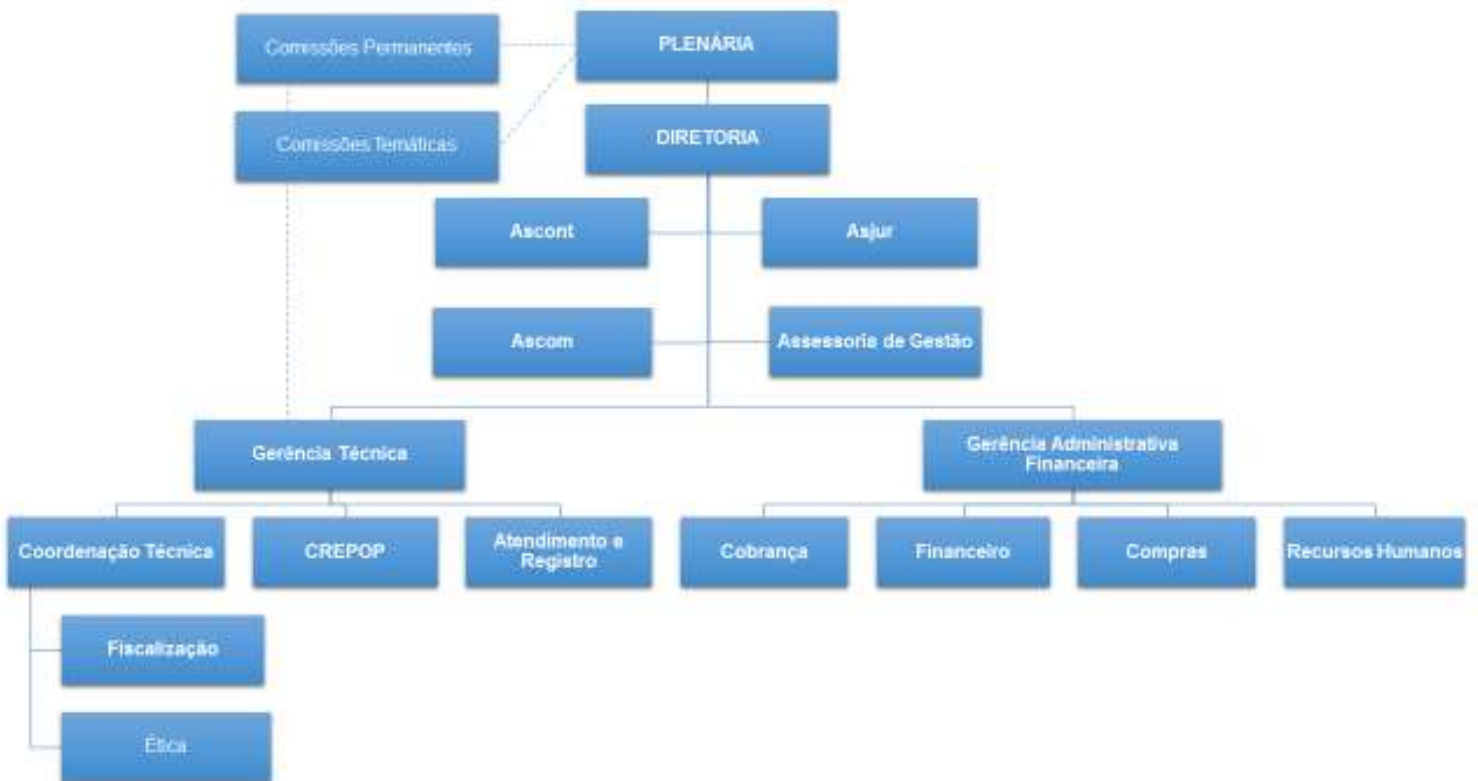 Comissões Permanentes
PLENÁRIA
Comissões Temáticas
DIRETORIA
Ascont
Asjur
Ascom
Assessoria de Gestão
Gerência Técnica
Gerência Administrativa
Financeira
Coordenação Técnica
CREPOP
Atendimento e
Registro
Cobrança
Financeiro
Compras
Recursos Humanos
Fiscalização
Ética